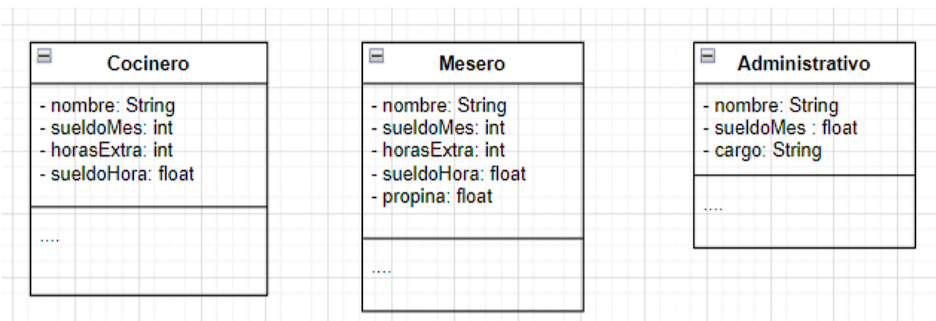 Cocinero
- nombre: String
- sueldoMes: int
- horasExtra: int
- sueldoHora: float
....
Mesero
- nombre: String
- sueldoMes: int
- horasExtra: int
- sueldoHora: float
- propina: float
....
Administrativo
- nombre: String
- sueldoMes : float
- cargo: String
....